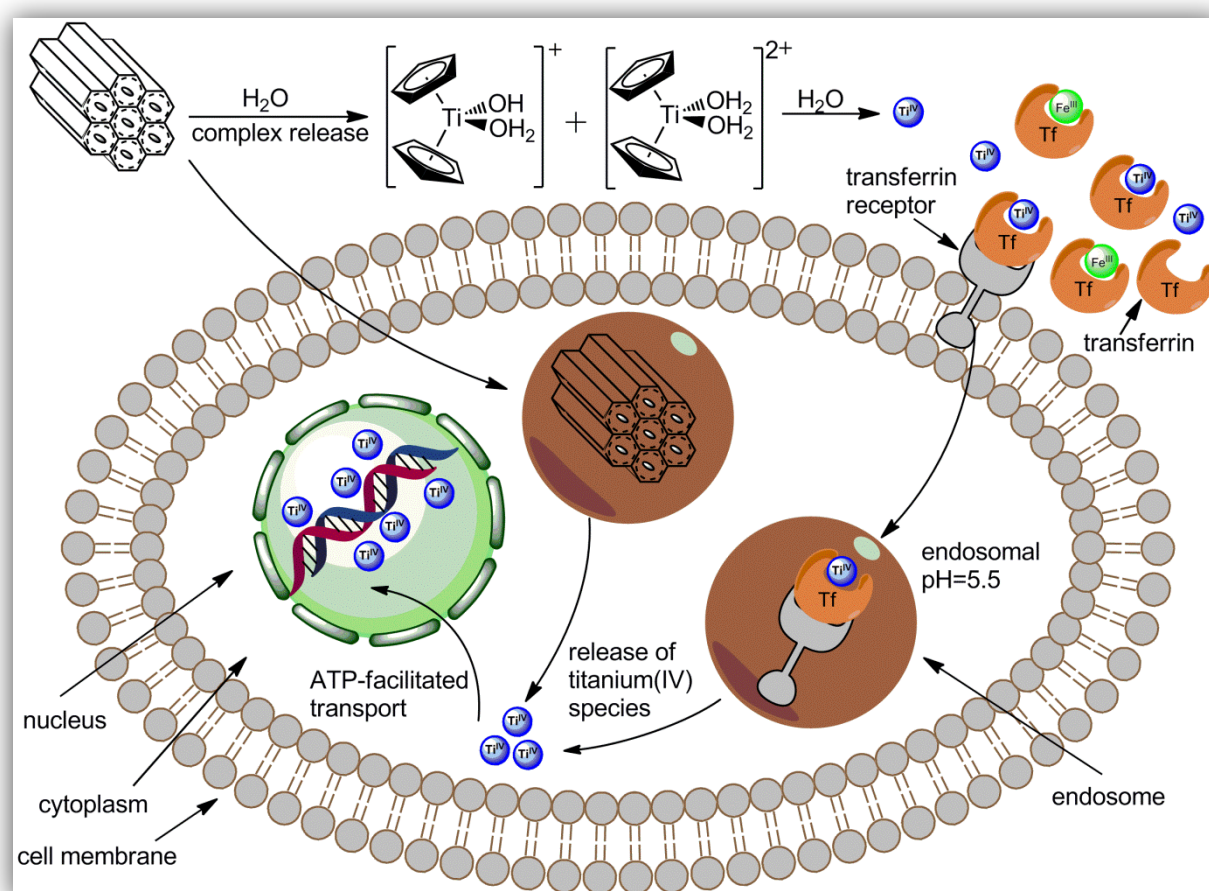 H2O
complex release
+
Ti
OH
OH2
+
2+
Ti
OH2
OH2
H2O
TiIV
FeIII
Tf
TiIV
transferrin
receptor
TiIV
Tf
TiIV
Tf
TiIV
FeIII
Tf
Tf
transferrin
TiIV
TiIV
TiIV
TiIV
TiIV
TiIV
endosomal
pH=5.5
TiIV
Tf
ATP-facilitated
transport
release of
titanium(IV)
species
TiIV
TiIV
TiIV
nucleus
cytoplasm
cell membrane
endosome